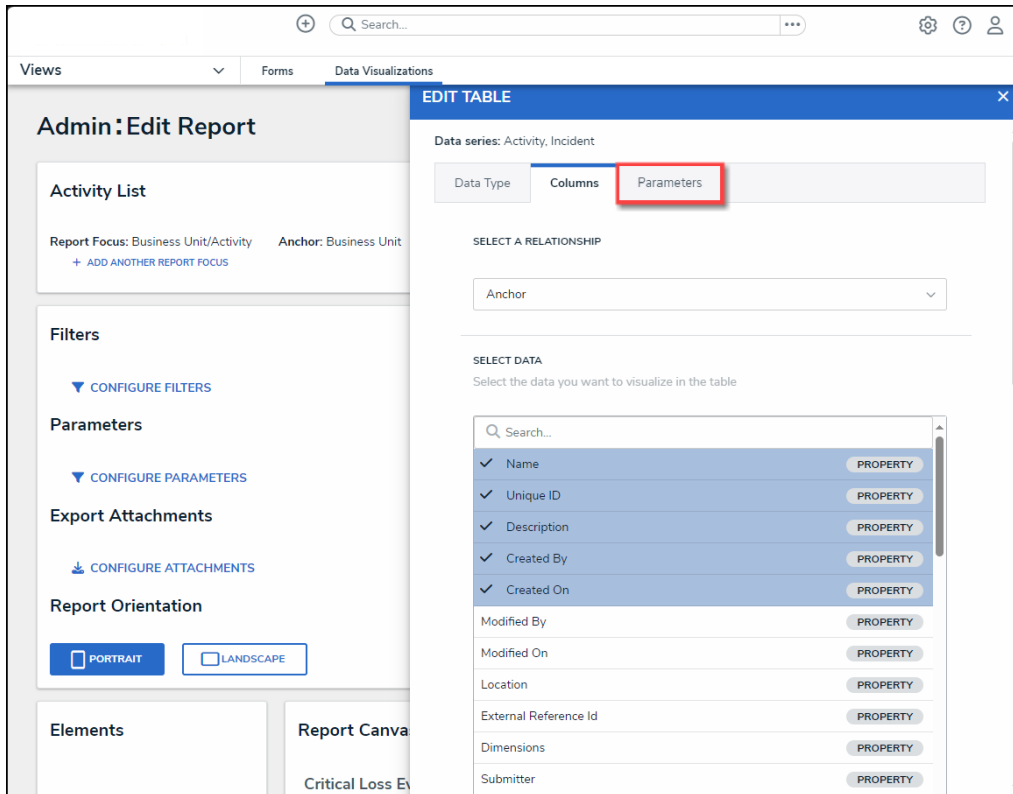 Search...
Views
Forms
Data Visualizations
EDIT TABLE
Admin:Edit Report
Data series: Activity, Incident
Data Type
Columns
Parameters
Activity List
Report Focus: Business Unit/Activity
Anchor: Business Unit
+ ADD ANOTHER REPORT FOCUS
SELECT A RELATIONSHIP
Anchor
Filters
CONFIGURE FILTERS
Parameters
CONFIGURE PARAMETERS
Export Attachments
CONFIGURE ATTACHMENTS
Report Orientation
PORTRAIT
LANDSCAPE
SELECT DATA
Select the data you want to visualize in the table
Search...
Name PROPERTY
Unique ID PROPERTY
Description PROPERTY
Created By PROPERTY
Created On PROPERTY
Modified By PROPERTY
Modified On PROPERTY
Location PROPERTY
External Reference Id PROPERTY
Dimensions PROPERTY
Submitter PROPERTY
Elements
Report Canva
Critical Loss Ev